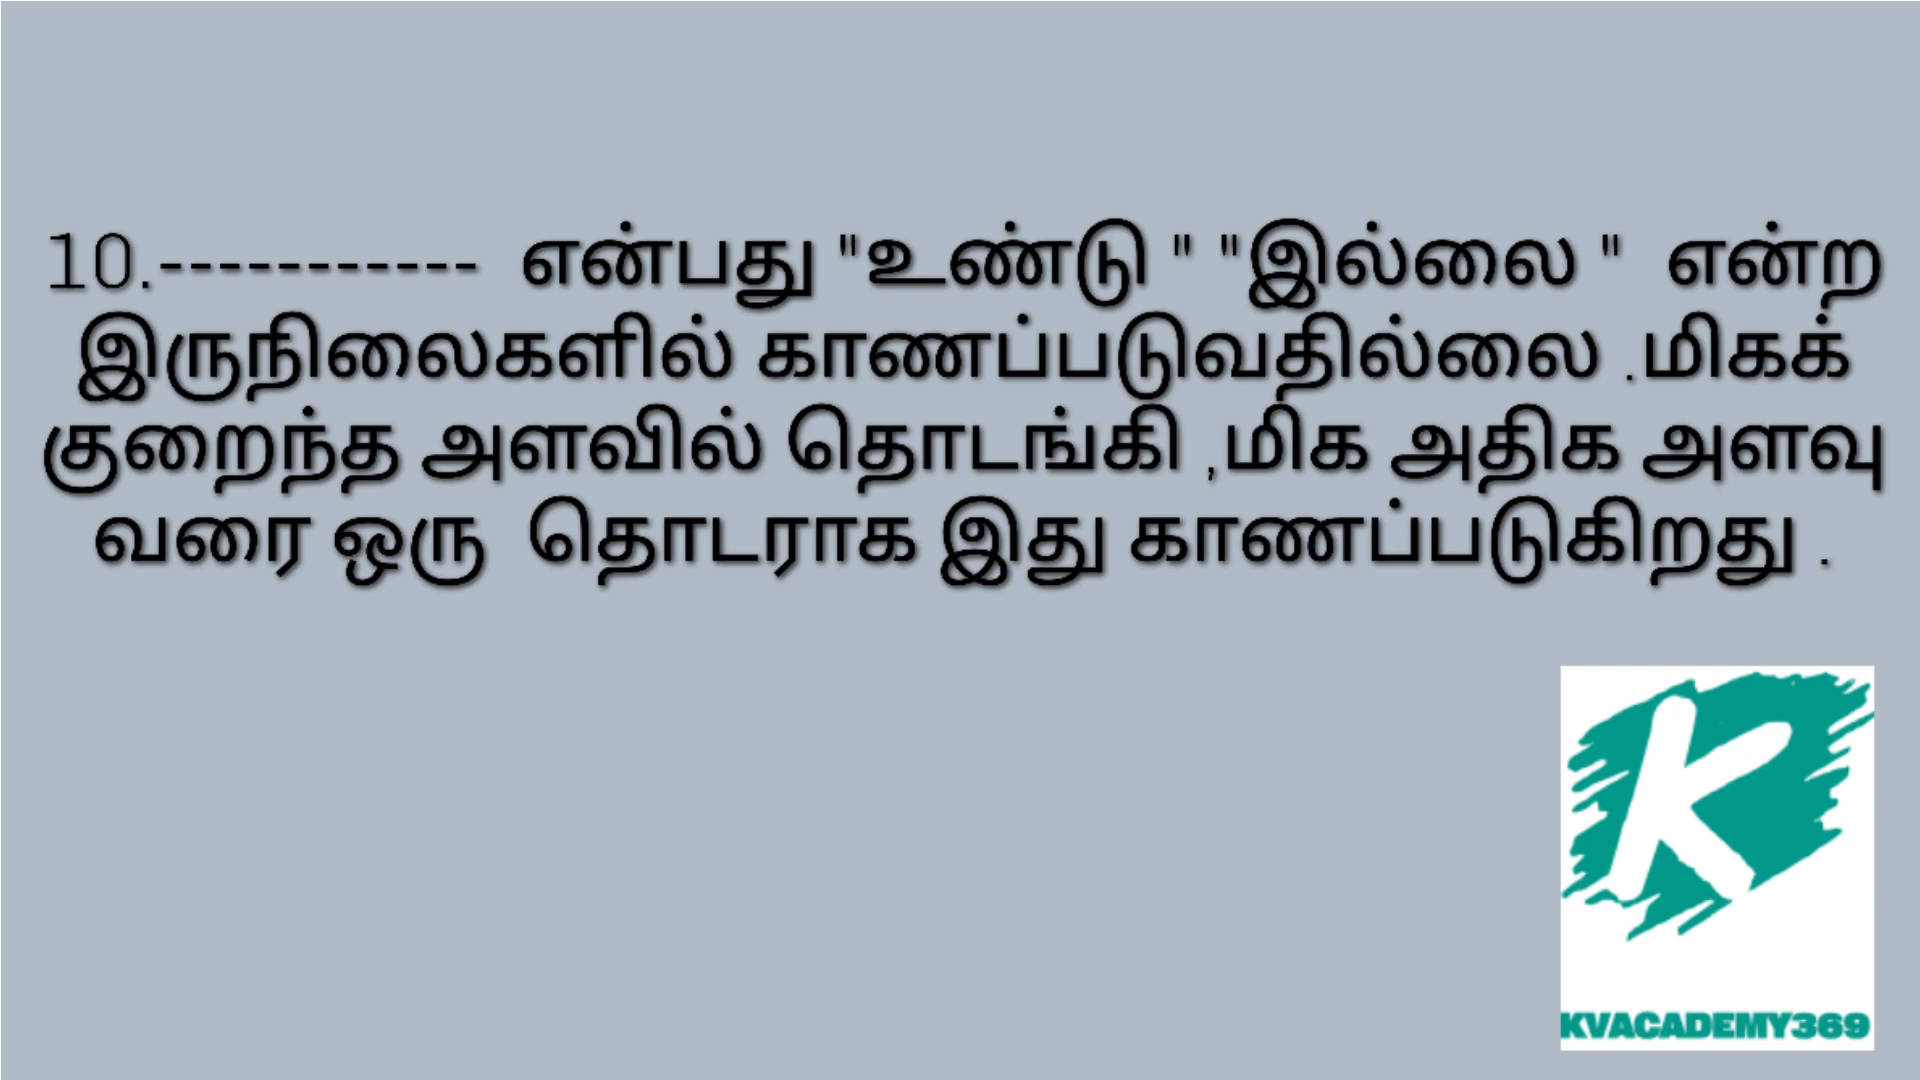 10.----------- என்பது "உண்டு " "இல்லை "  என்ற
இருநிலைகளில் காணப்படுவதில்லை .மிகக்
குறைந்த அளவில் தொடங்கி ,மிக அதிக அளவு
வரை ஒரு  தொடராக இது காணப்படுகிறது .
K
KVACADEMY369